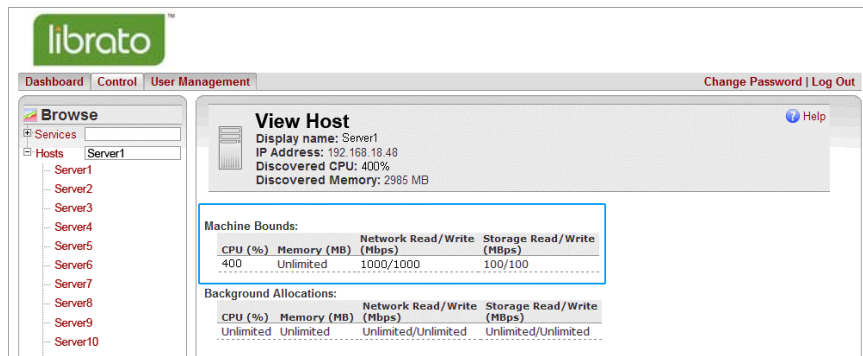 librato™
Dashboard Control User Management Change Password | Log Out
Browse
Services
Hosts Server1
Server1
Server2
Server3
Server4
Server5
Server6
Server7
Server8
Server9
Server10
View Host
Help
Display name: Server1
IP Address: 192.168.18.48
Discovered CPU: 400%
Discovered Memory: 2985 MB
Machine Bounds:
CPU (%) Memory (MB) Network Read/Write (Mbps) Storage Read/Write (MBps)
400 Unlimited 1000/1000 100/100
Background Allocations:
CPU (%) Memory (MB) Network Read/Write (Mbps) Storage Read/Write (MBps)
Unlimited Unlimited Unlimited/Unlimited Unlimited/Unlimited